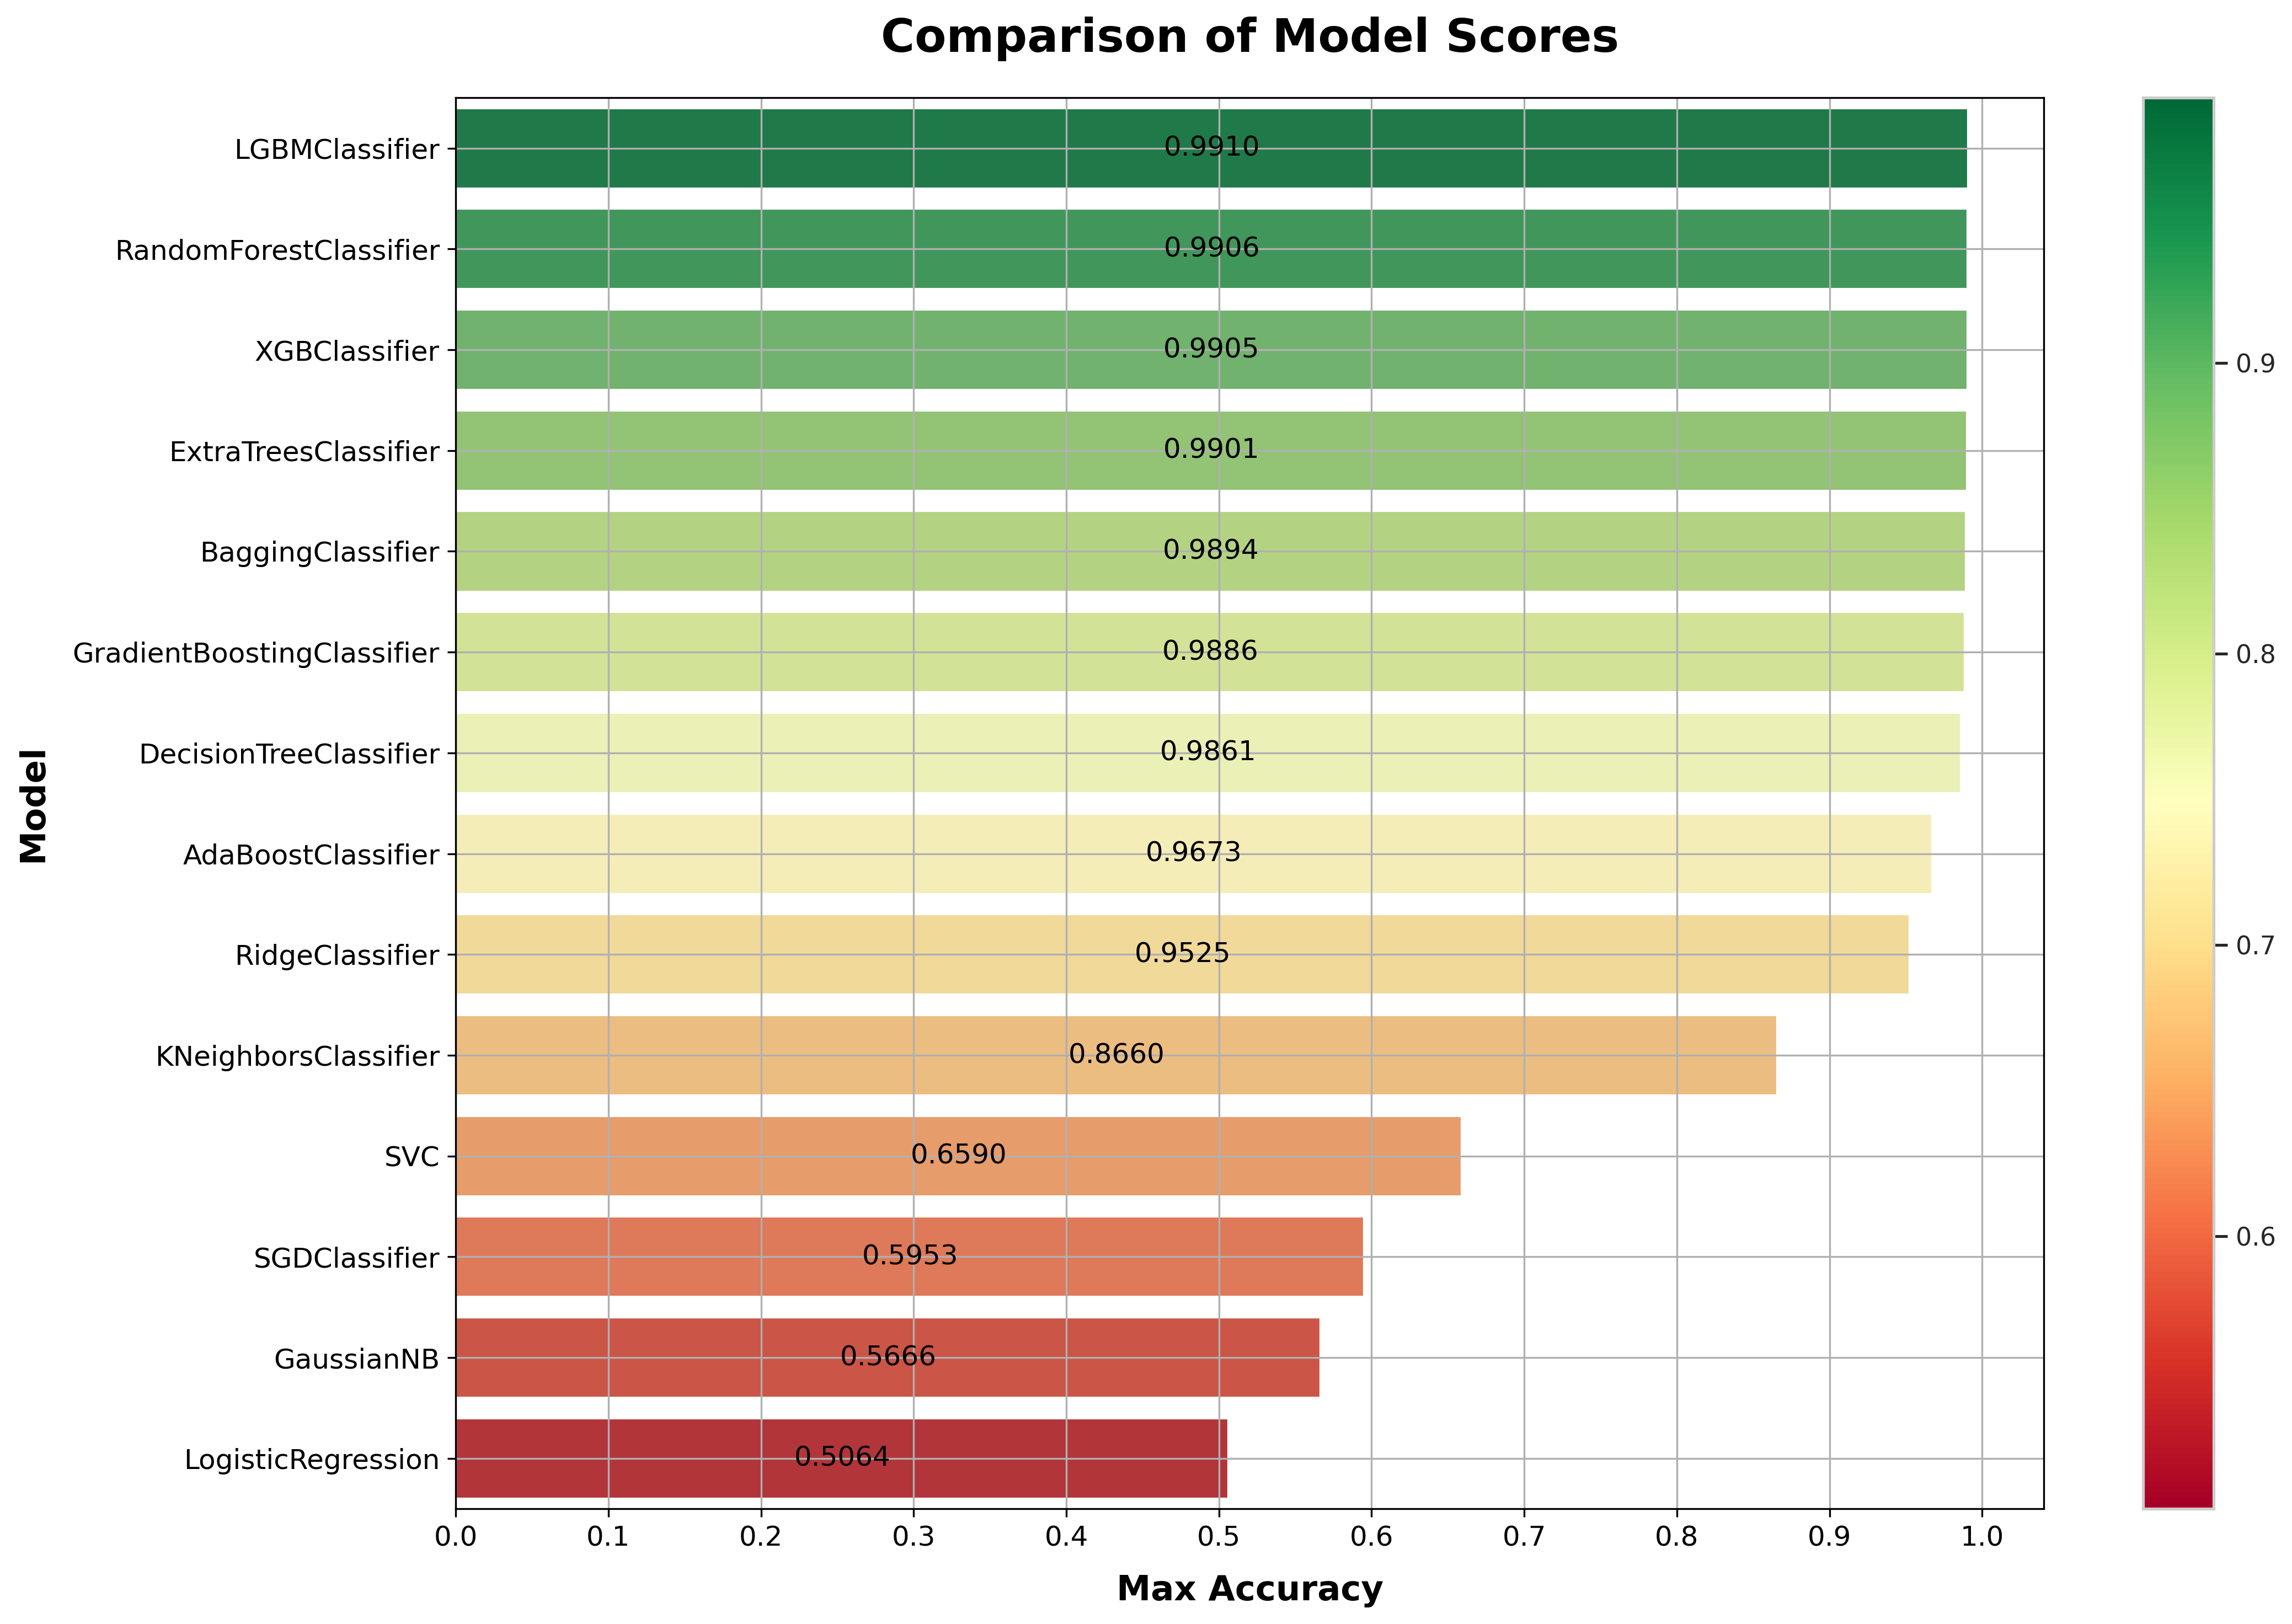 Comparison of Model Scores
LGBMClassifier 0.9910
RandomForestClassifier 0.9906
XGBClassifier 0.9905
ExtraTreesClassifier 0.9901
BaggingClassifier 0.9894
GradientBoostingClassifier 0.9886
DecisionTreeClassifier 0.9861
AdaBoostClassifier 0.9673
RidgeClassifier 0.9525
KNeighborsClassifier 0.8660
SVC 0.6590
SGDClassifier 0.5953
GaussianNB 0.5666
LogisticRegression 0.5064
Model
0.0 0.1 0.2 0.3 0.4 0.5 0.6 0.7 0.8 0.9 1.0
Max Accuracy
0.9
0.8
0.7
0.6